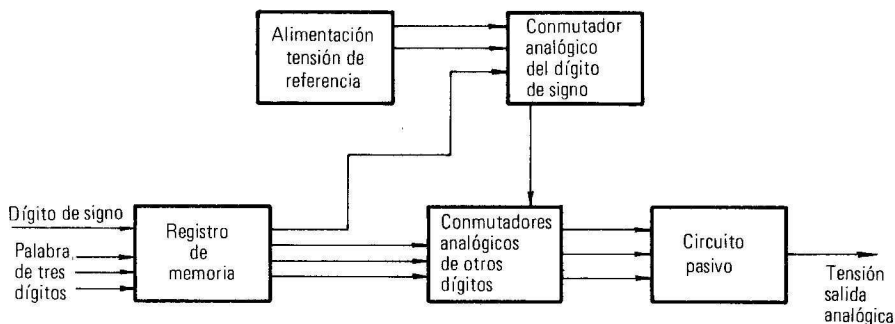 Alimentación
tensión de
referencia
Conmutador
analógico
del dígito
de signo
Dígito de signo
Palabra
de tres
dígitos
Registro
de
memoria
Conmutadores
analógicos
de otros
dígitos
Circuito
pasivo
Tensión
salida
analógica